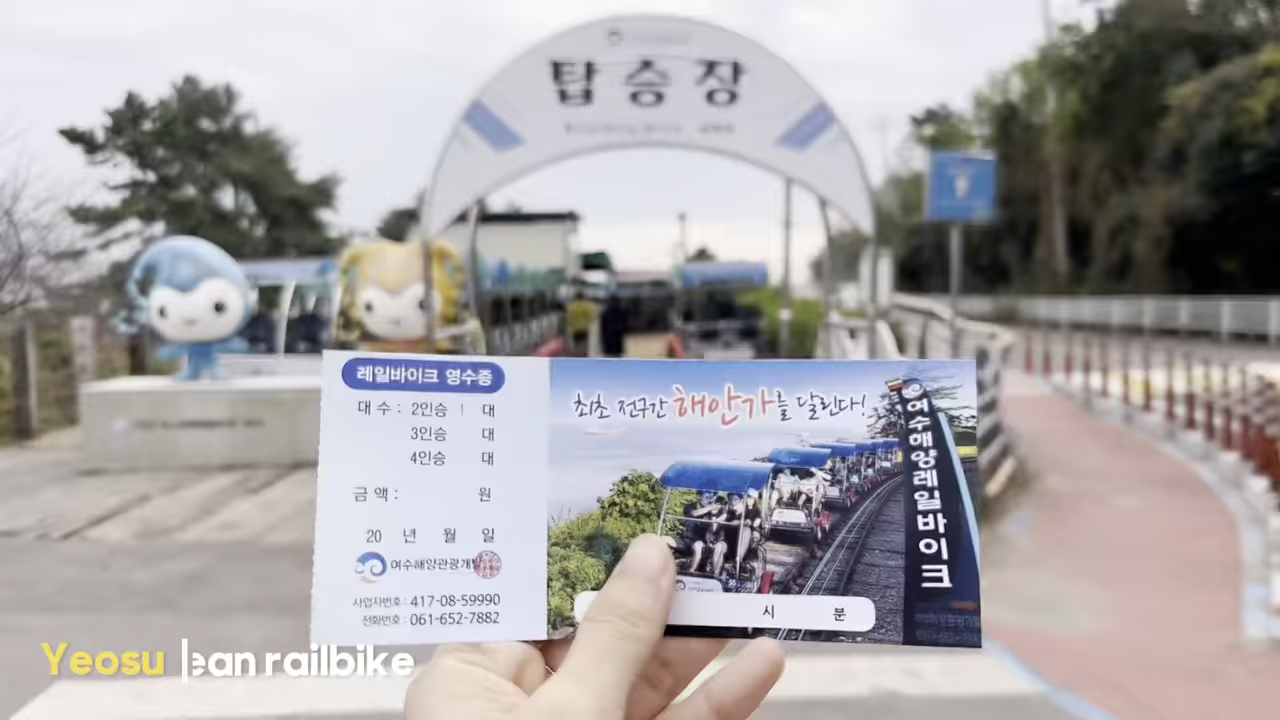 탑승장
레일바이크 영수증
대 수 : 2인승 대
3인승 대
4인승 대
금 액 : 원
20 년 월 일
여수해양관광개발
사업자번호 : 417-08-59990
전화번호 : 061-652-7882
최초 전구간 해안가를 달린다!
여수해양레일바이크
시 분
Yeosu ean railbike